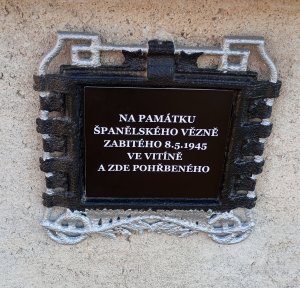 NA PAMÁTKU
ŠPANĚLSKÉHO VĚZNĚ
ZABITÉHO 8.5.1945
VE VITÍNĚ
A ZDE POHŘBENÉHO